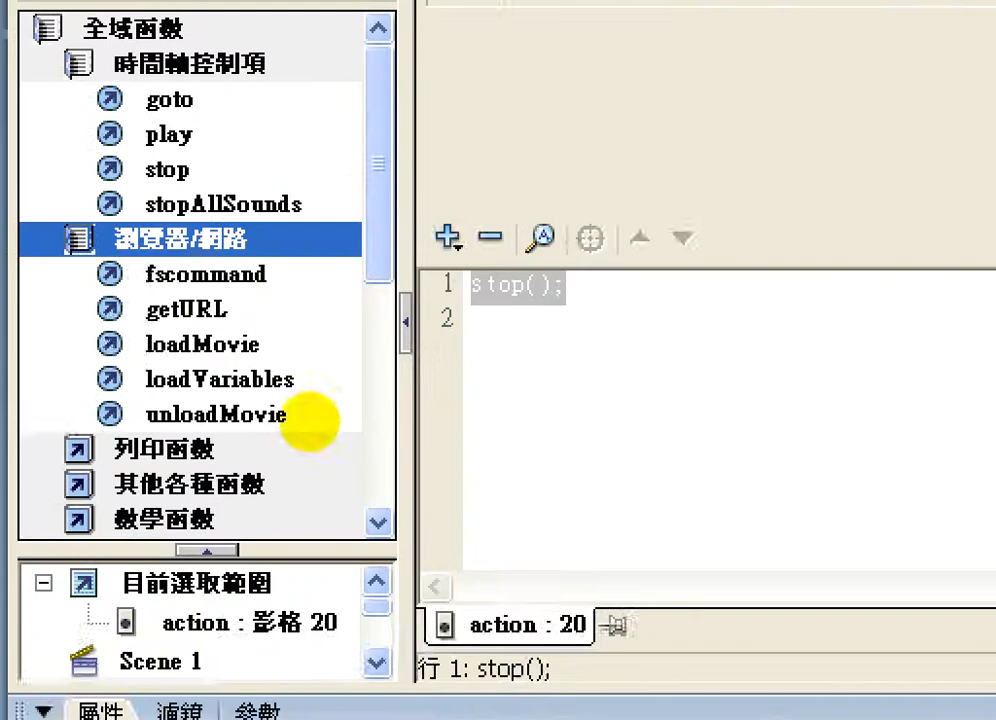 全域函數
時間軸控制項
goto
play
stop
stopAllSounds
瀏覽器/網路
fscommand
getURL
loadMovie
loadVariables
unloadMovie
列印函數
其他各種函數
數學函數
目前選取範圍
action : 影格 20
Scene 1
1 stop();
2
action : 20
行 1: stop();
屬性 濾鏡 參數